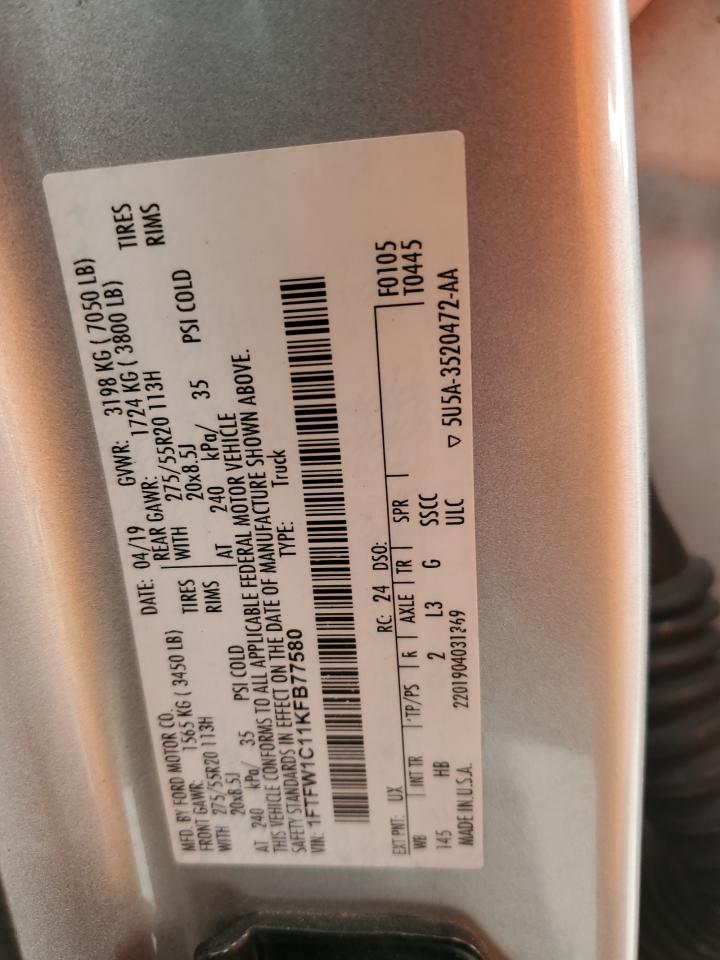 MFD. BY FORD MOTOR CO.
DATE: 04/19 GVWR: 3198 KG ( 7050 LB)
FRONT GAWR: 1565 KG ( 3450 LB) REAR GAWR: 1724 KG ( 3800 LB)
WITH 275/55R20 113H TIRES WITH 275/55R20 113H TIRES
20x8.5J RIMS 20x8.5J RIMS
AT 240 kPa/ 35 PSI COLD AT 240 kPa/ 35 PSI COLD
THIS VEHICLE CONFORMS TO ALL APPLICABLE FEDERAL MOTOR VEHICLE
SAFETY STANDARDS IN EFFECT ON THE DATE OF MANUFACTURE SHOWN ABOVE.
VIN: 1FTFW1C11KFB77580 TYPE: Truck
F0105
T0445
EXT PNT: UX RC: 24 DSO:
WB INT TR TP/PS R AXLE TR SPR
145 HB 2 L3 G SSCC
MADE IN U.S.A. ULC ▽ 5U5A-3520472-AA